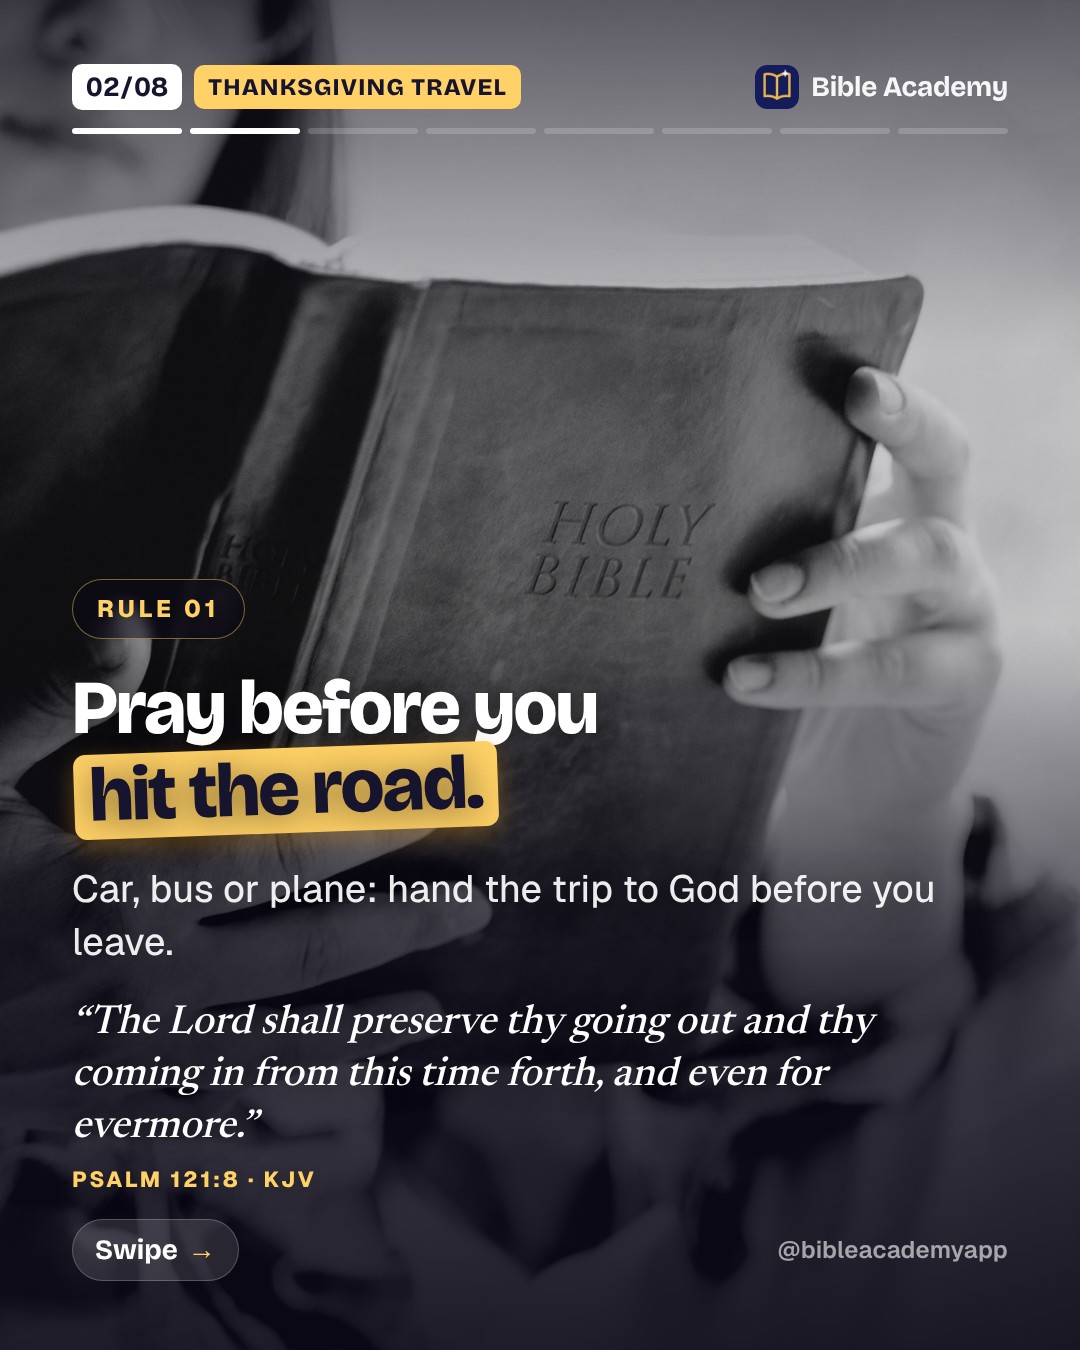 02/08 THANKSGIVING TRAVEL
Bible Academy
HOLY
BIBLE
RULE 01
Pray before you
hit the road.
Car, bus or plane: hand the trip to God before you
leave.
“The Lord shall preserve thy going out and thy
coming in from this time forth, and even for
evermore.”
PSALM 121:8 · KJV
Swipe →
@bibleacademyapp